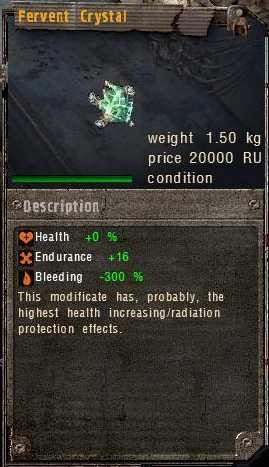 Fervent Crystal
weight 1.50 kg
price 20000 RU
condition
Description
Health +0 %
Endurance +16
Bleeding -300 %
This modificate has, probably, the
highest health increasing/radiation
protection effects.